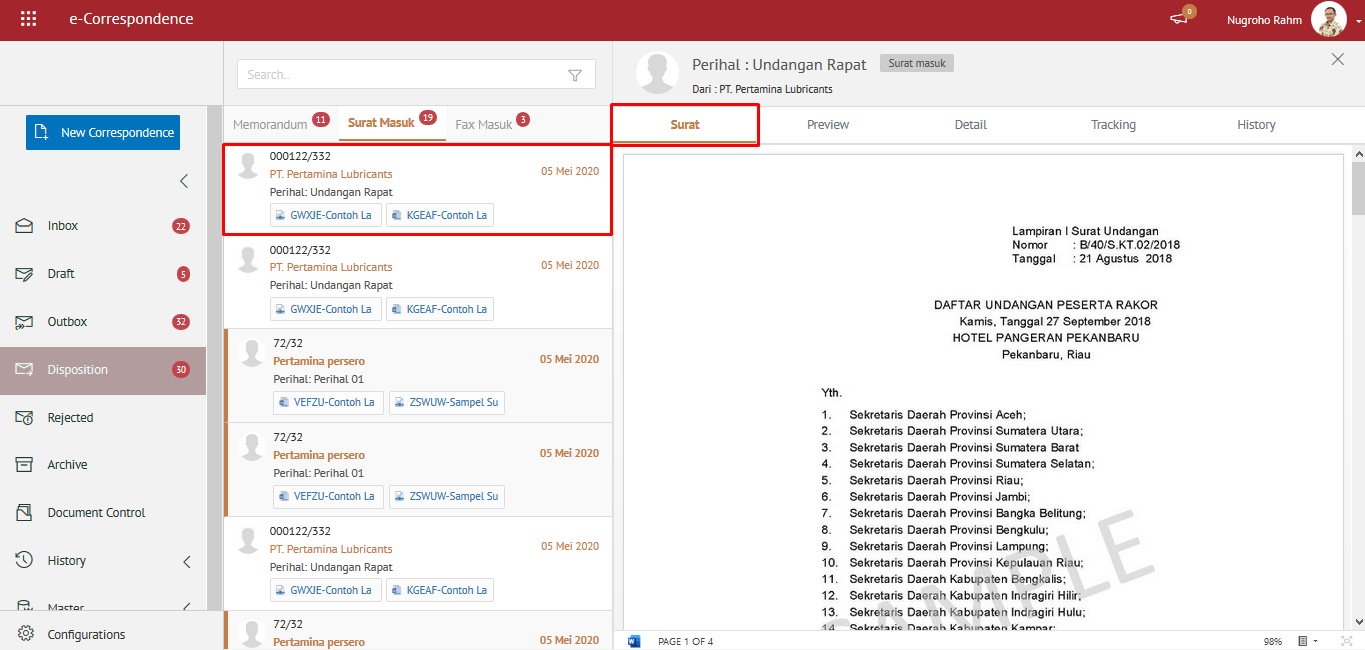 e-Correspondence
0
Nugroho Rahm
New Correspondence
Inbox 22
Draft 5
Outbox 32
Disposition 30
Rejected
Archive
Document Control
History
Master
Configurations
Search..
Memorandum 11
Surat Masuk 19
Fax Masuk 3
000122/332
PT. Pertamina Lubricants 05 Mei 2020
Perihal: Undangan Rapat
GWXJE-Contoh La KGEAF-Contoh La
000122/332
PT. Pertamina Lubricants 05 Mei 2020
Perihal: Undangan Rapat
GWXJE-Contoh La KGEAF-Contoh La
72/32
Pertamina persero 05 Mei 2020
Perihal: Perihal 01
VEFZU-Contoh La ZSWUW-Sampel Su
72/32
Pertamina persero 05 Mei 2020
Perihal: Perihal 01
VEFZU-Contoh La ZSWUW-Sampel Su
000122/332
PT. Pertamina Lubricants 05 Mei 2020
Perihal: Undangan Rapat
GWXJE-Contoh La KGEAF-Contoh La
72/32
Pertamina persero 05 Mei 2020
Perihal : Undangan Rapat Surat masuk
Dari : PT. Pertamina Lubricants
Surat Preview Detail Tracking History
Lampiran I Surat Undangan
Nomor : B/40/S.KT.02/2018
Tanggal : 21 Agustus 2018
DAFTAR UNDANGAN PESERTA RAKOR
Kamis, Tanggal 27 September 2018
HOTEL PANGERAN PEKANBARU
Pekanbaru, Riau
Yth.
1. Sekretaris Daerah Provinsi Aceh;
2. Sekretaris Daerah Provinsi Sumatera Utara;
3. Sekretaris Daerah Provinsi Sumatera Barat
4. Sekretaris Daerah Provinsi Sumatera Selatan;
5. Sekretaris Daerah Provinsi Riau;
6. Sekretaris Daerah Provinsi Jambi;
7. Sekretaris Daerah Provinsi Bangka Belitung;
8. Sekretaris Daerah Provinsi Bengkulu;
9. Sekretaris Daerah Provinsi Lampung;
10. Sekretaris Daerah Provinsi Kepulauan Riau;
11. Sekretaris Daerah Kabupaten Bengkalis;
12. Sekretaris Daerah Kabupaten Indragiri Hilir;
13. Sekretaris Daerah Kabupaten Indragiri Hulu;
14. Sekretaris Daerah Kabupaten Kampar;
SAMPLE
PAGE 1 OF 4 98%